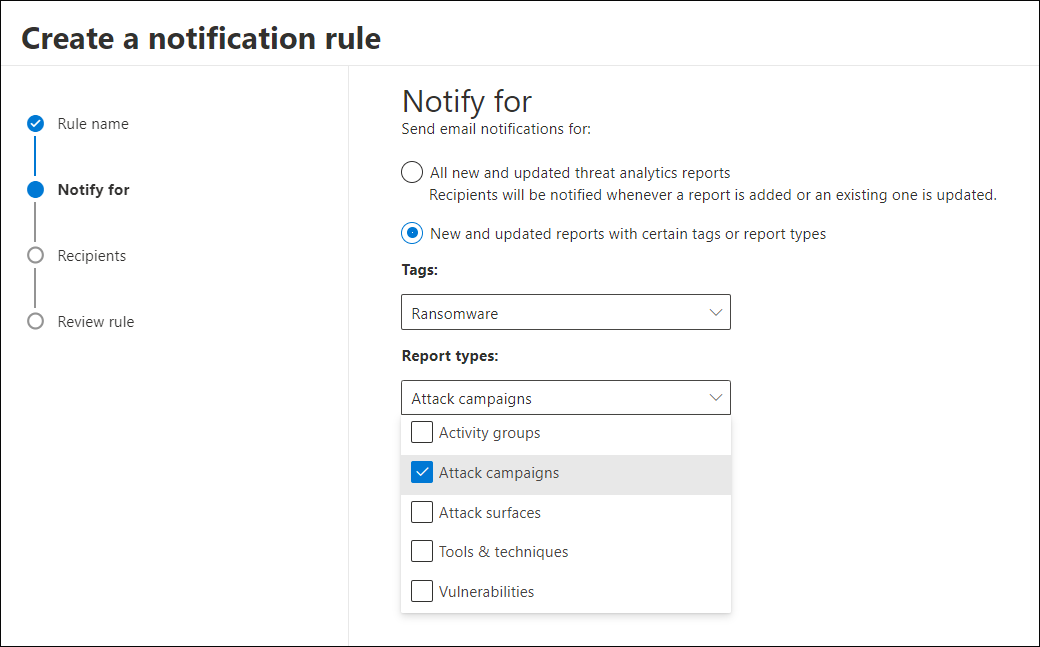 Create a notification rule
Rule name
Notify for
Recipients
Review rule
Notify for
Send email notifications for:
All new and updated threat analytics reports
Recipients will be notified whenever a report is added or an existing one is updated.
New and updated reports with certain tags or report types
Tags:
Ransomware
Report types:
Attack campaigns
Activity groups
Attack campaigns
Attack surfaces
Tools & techniques
Vulnerabilities